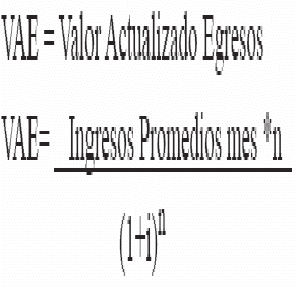 VAE = Valor Actualizado Egresos
VAE= Ingresos Promedios mes *n
(1+i)n